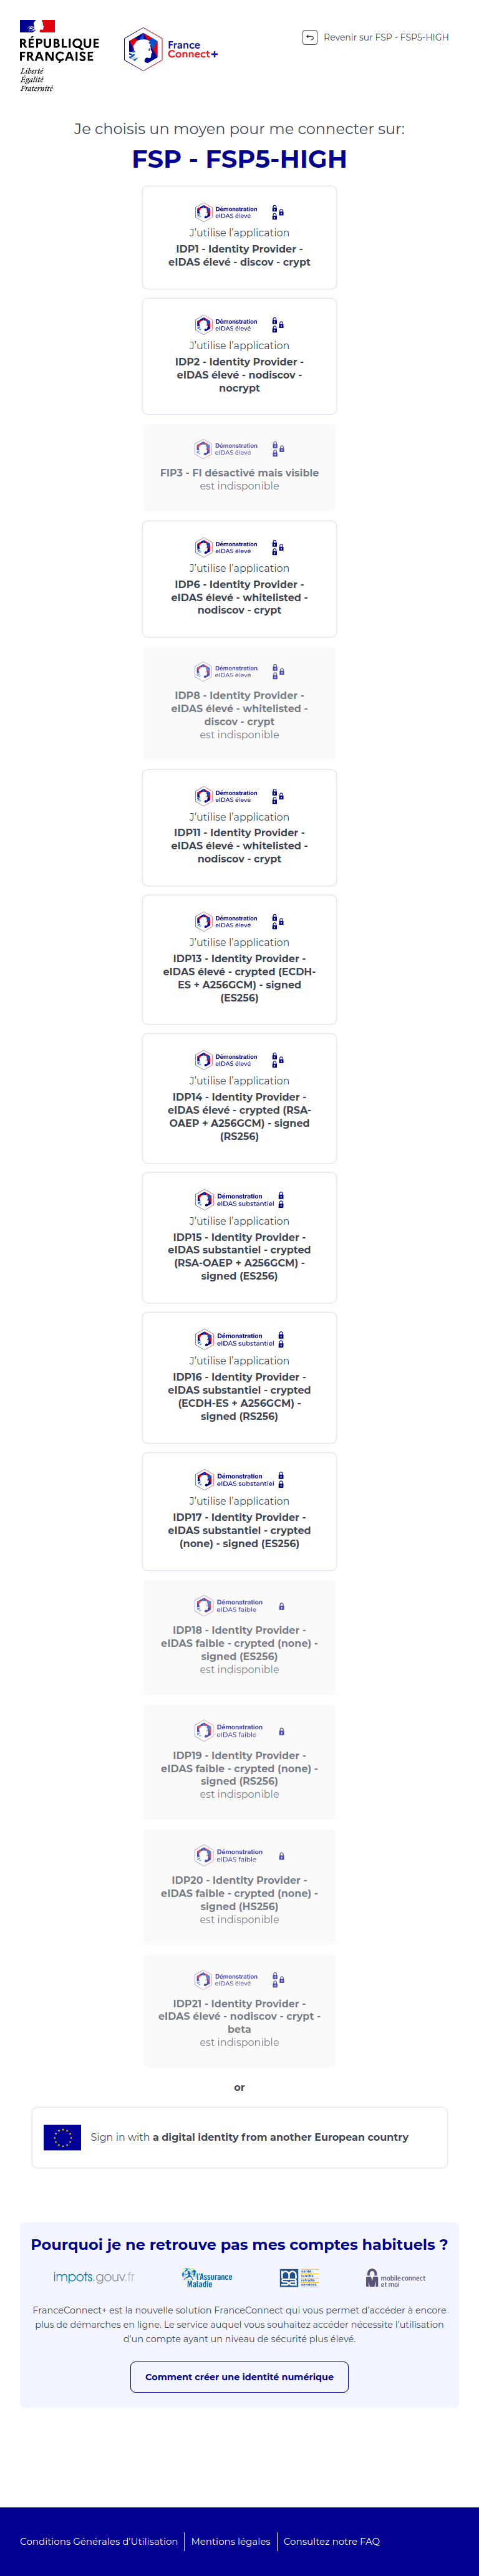 RÉPUBLIQUE
FRANÇAISE
Liberté
Égalité
Fraternité
France
Connect+
Revenir sur FSP - FSP5-HIGH
Je choisis un moyen pour me connecter sur:
FSP - FSP5-HIGH
Démonstration
eIDAS élevé
J’utilise l’application
IDP1 - Identity Provider -
eIDAS élevé - discov - crypt
Démonstration
eIDAS élevé
J’utilise l’application
IDP2 - Identity Provider -
eIDAS élevé - nodiscov -
nocrypt
Démonstration
eIDAS élevé
FIP3 - FI désactivé mais visible
est indisponible
Démonstration
eIDAS élevé
J’utilise l’application
IDP6 - Identity Provider -
eIDAS élevé - whitelisted -
nodiscov - crypt
Démonstration
eIDAS élevé
IDP8 - Identity Provider -
eIDAS élevé - whitelisted -
discov - crypt
est indisponible
Démonstration
eIDAS élevé
J’utilise l’application
IDP11 - Identity Provider -
eIDAS élevé - whitelisted -
nodiscov - crypt
Démonstration
eIDAS élevé
J’utilise l’application
IDP13 - Identity Provider -
eIDAS élevé - crypted (ECDH-
ES + A256GCM) - signed
(ES256)
Démonstration
eIDAS élevé
J’utilise l’application
IDP14 - Identity Provider -
eIDAS élevé - crypted (RSA-
OAEP + A256GCM) - signed
(RS256)
Démonstration
eIDAS substantiel
J’utilise l’application
IDP15 - Identity Provider -
eIDAS substantiel - crypted
(RSA-OAEP + A256GCM) -
signed (ES256)
Démonstration
eIDAS substantiel
J’utilise l’application
IDP16 - Identity Provider -
eIDAS substantiel - crypted
(ECDH-ES + A256GCM) -
signed (RS256)
Démonstration
eIDAS substantiel
J’utilise l’application
IDP17 - Identity Provider -
eIDAS substantiel - crypted
(none) - signed (ES256)
Démonstration
eIDAS faible
IDP18 - Identity Provider -
eIDAS faible - crypted (none) -
signed (ES256)
est indisponible
Démonstration
eIDAS faible
IDP19 - Identity Provider -
eIDAS faible - crypted (none) -
signed (RS256)
est indisponible
Démonstration
eIDAS faible
IDP20 - Identity Provider -
eIDAS faible - crypted (none) -
signed (HS256)
est indisponible
Démonstration
eIDAS élevé
IDP21 - Identity Provider -
eIDAS élevé - nodiscov - crypt -
beta
est indisponible
or
Sign in with a digital identity from another European country
Pourquoi je ne retrouve pas mes comptes habituels ?
impots.gouv.fr
l'Assurance
Maladie
santé
famille
retraite
services
mobile connect
et moi
FranceConnect+ est la nouvelle solution FranceConnect qui vous permet d’accéder à encore
plus de démarches en ligne. Le service auquel vous souhaitez accéder nécessite l’utilisation
d’un compte ayant un niveau de sécurité plus élevé.
Comment créer une identité numérique
Conditions Générales d’Utilisation
Mentions légales
Consultez notre FAQ